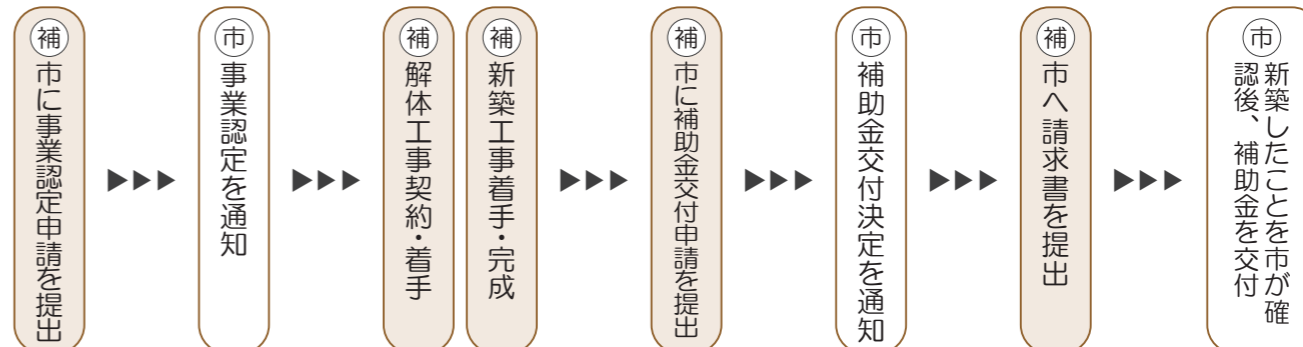 補
市に事業認定申請を提出
▶▶▶
市
事業認定を通知
▶▶▶
補
解体工事契約・着手
補
新築工事着手・完成
▶▶▶
補
市に補助金交付申請を提出
▶▶▶
市
補助金交付決定を通知
▶▶▶
補
市へ請求書を提出
▶▶▶
市
新築したことを市が確
認後、補助金を交付